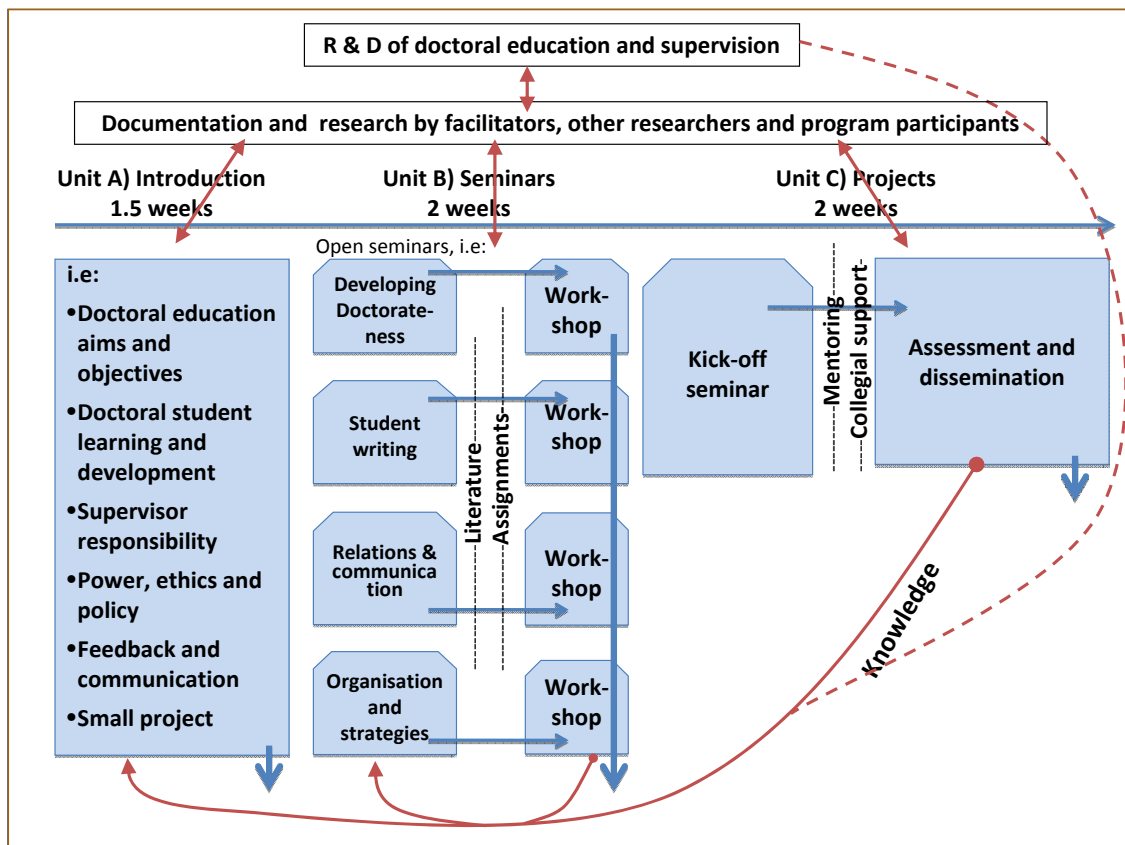 R & D of doctoral education and supervision
Documentation and research by facilitators, other researchers and program participants
Unit A) Introduction
1.5 weeks
Unit B) Seminars
2 weeks
Unit C) Projects
2 weeks
i.e:
•Doctoral education
aims and
objectives
•Doctoral student
learning and
development
•Supervisor
responsibility
•Power, ethics and
policy
•Feedback and
communication
•Small project
Open seminars, i.e:
Developing
Doctorate-
ness
Student
writing
Relations &
communica
tion
Organisation
and
strategies
Literature
Assignments
Work-
shop
Work-
shop
Work-
shop
Work-
shop
Kick-off
seminar
Mentoring
Collegial support
Assessment and
dissemination
Knowledge